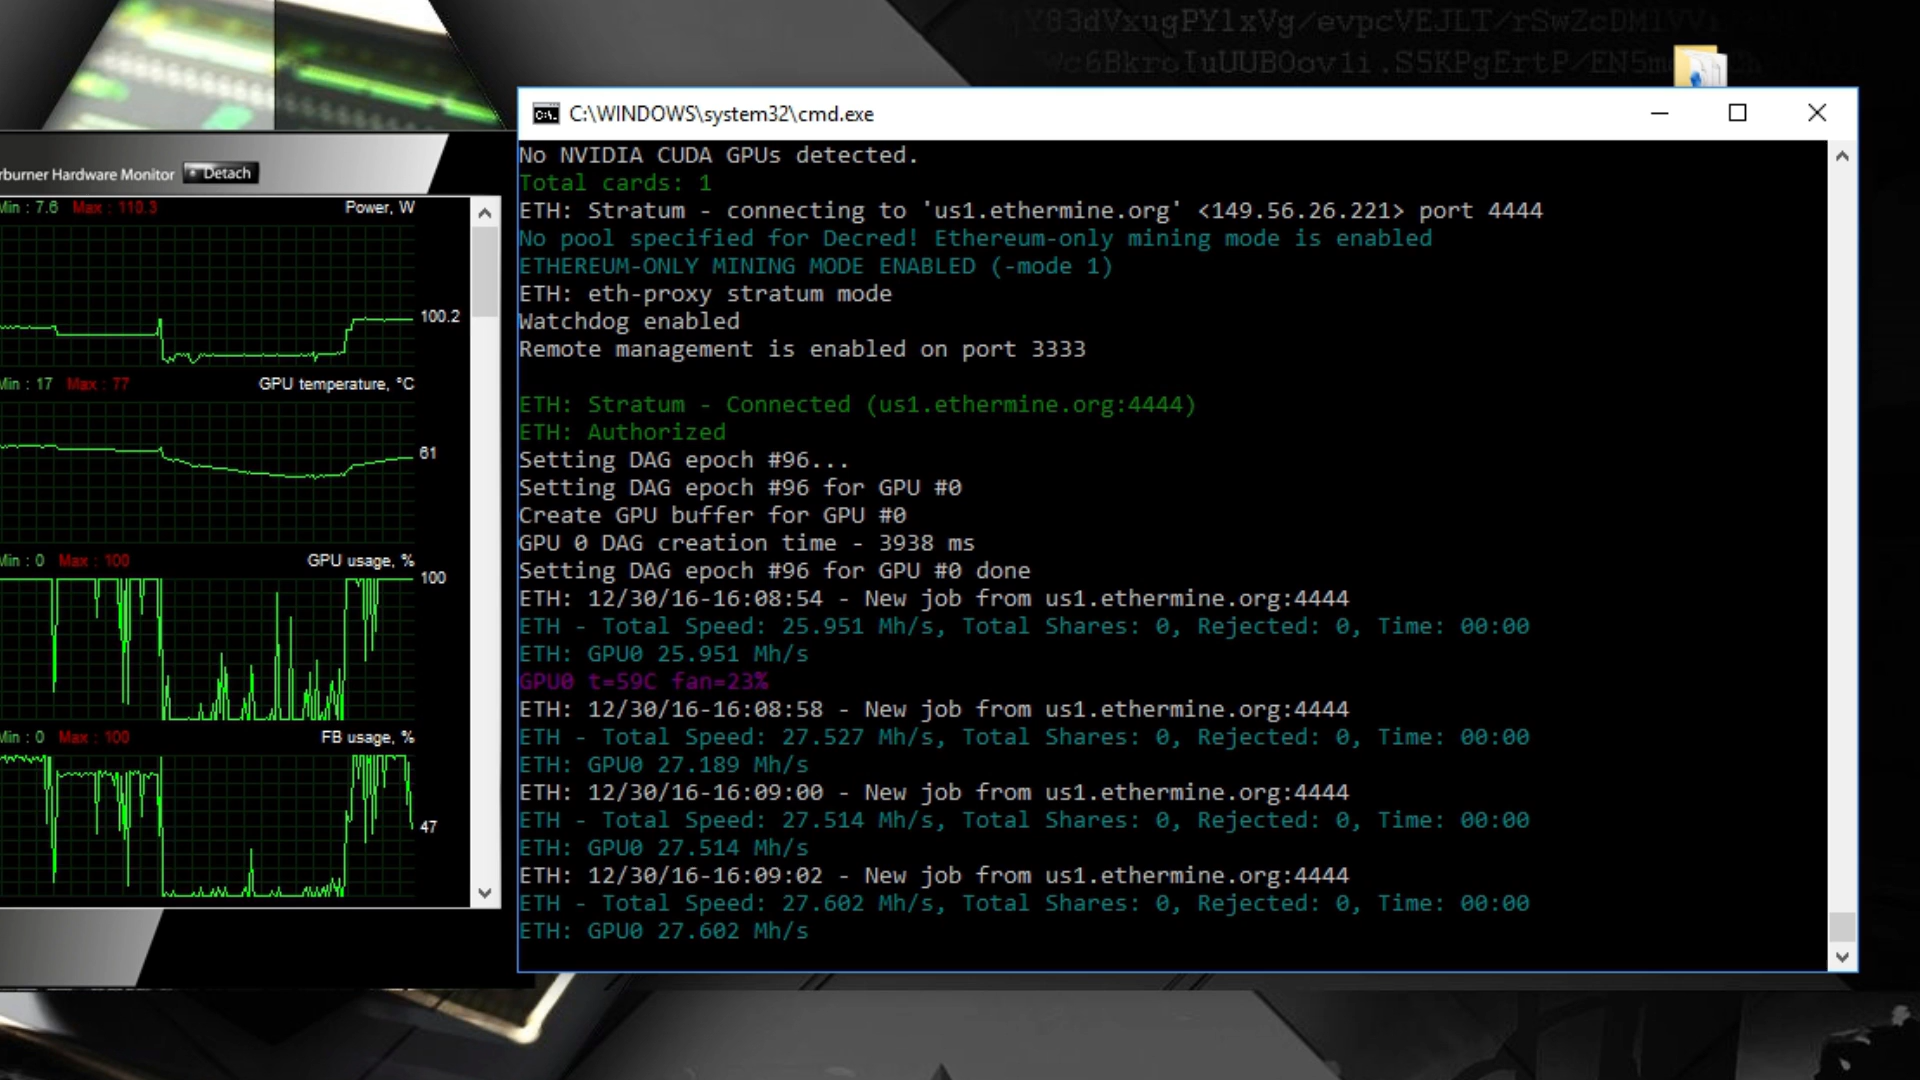 Y83dVxugPYlxVg/evpcVEJLT/rSwZcDMlVV
Wc6BkroIuUUBOov1i.S5KPgErtP/EN5m
rburner Hardware Monitor
Detach
Min : 7.6 Max : 110.3 Power, W
100.2
Min : 17 Max : 77 GPU temperature, °C
61
Min : 0 Max : 100 GPU usage, %
100
Min : 0 Max : 100 FB usage, %
47
C:\WINDOWS\system32\cmd.exe
No NVIDIA CUDA GPUs detected.
Total cards: 1
ETH: Stratum - connecting to 'us1.ethermine.org' <149.56.26.221> port 4444
No pool specified for Decred! Ethereum-only mining mode is enabled
ETHEREUM-ONLY MINING MODE ENABLED (-mode 1)
ETH: eth-proxy stratum mode
Watchdog enabled
Remote management is enabled on port 3333
ETH: Stratum - Connected (us1.ethermine.org:4444)
ETH: Authorized
Setting DAG epoch #96...
Setting DAG epoch #96 for GPU #0
Create GPU buffer for GPU #0
GPU 0 DAG creation time - 3938 ms
Setting DAG epoch #96 for GPU #0 done
ETH: 12/30/16-16:08:54 - New job from us1.ethermine.org:4444
ETH - Total Speed: 25.951 Mh/s, Total Shares: 0, Rejected: 0, Time: 00:00
ETH: GPU0 25.951 Mh/s
GPU0 t=59C fan=23%
ETH: 12/30/16-16:08:58 - New job from us1.ethermine.org:4444
ETH - Total Speed: 27.527 Mh/s, Total Shares: 0, Rejected: 0, Time: 00:00
ETH: GPU0 27.189 Mh/s
ETH: 12/30/16-16:09:00 - New job from us1.ethermine.org:4444
ETH - Total Speed: 27.514 Mh/s, Total Shares: 0, Rejected: 0, Time: 00:00
ETH: GPU0 27.514 Mh/s
ETH: 12/30/16-16:09:02 - New job from us1.ethermine.org:4444
ETH - Total Speed: 27.602 Mh/s, Total Shares: 0, Rejected: 0, Time: 00:00
ETH: GPU0 27.602 Mh/s